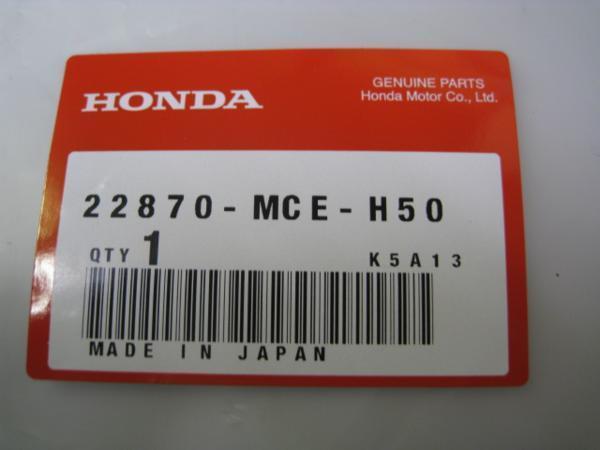 HONDA
GENUINE PARTS
Honda Motor Co., Ltd.
22870-MCE-H50
QTY 1 K5A13
MADE IN JAPAN